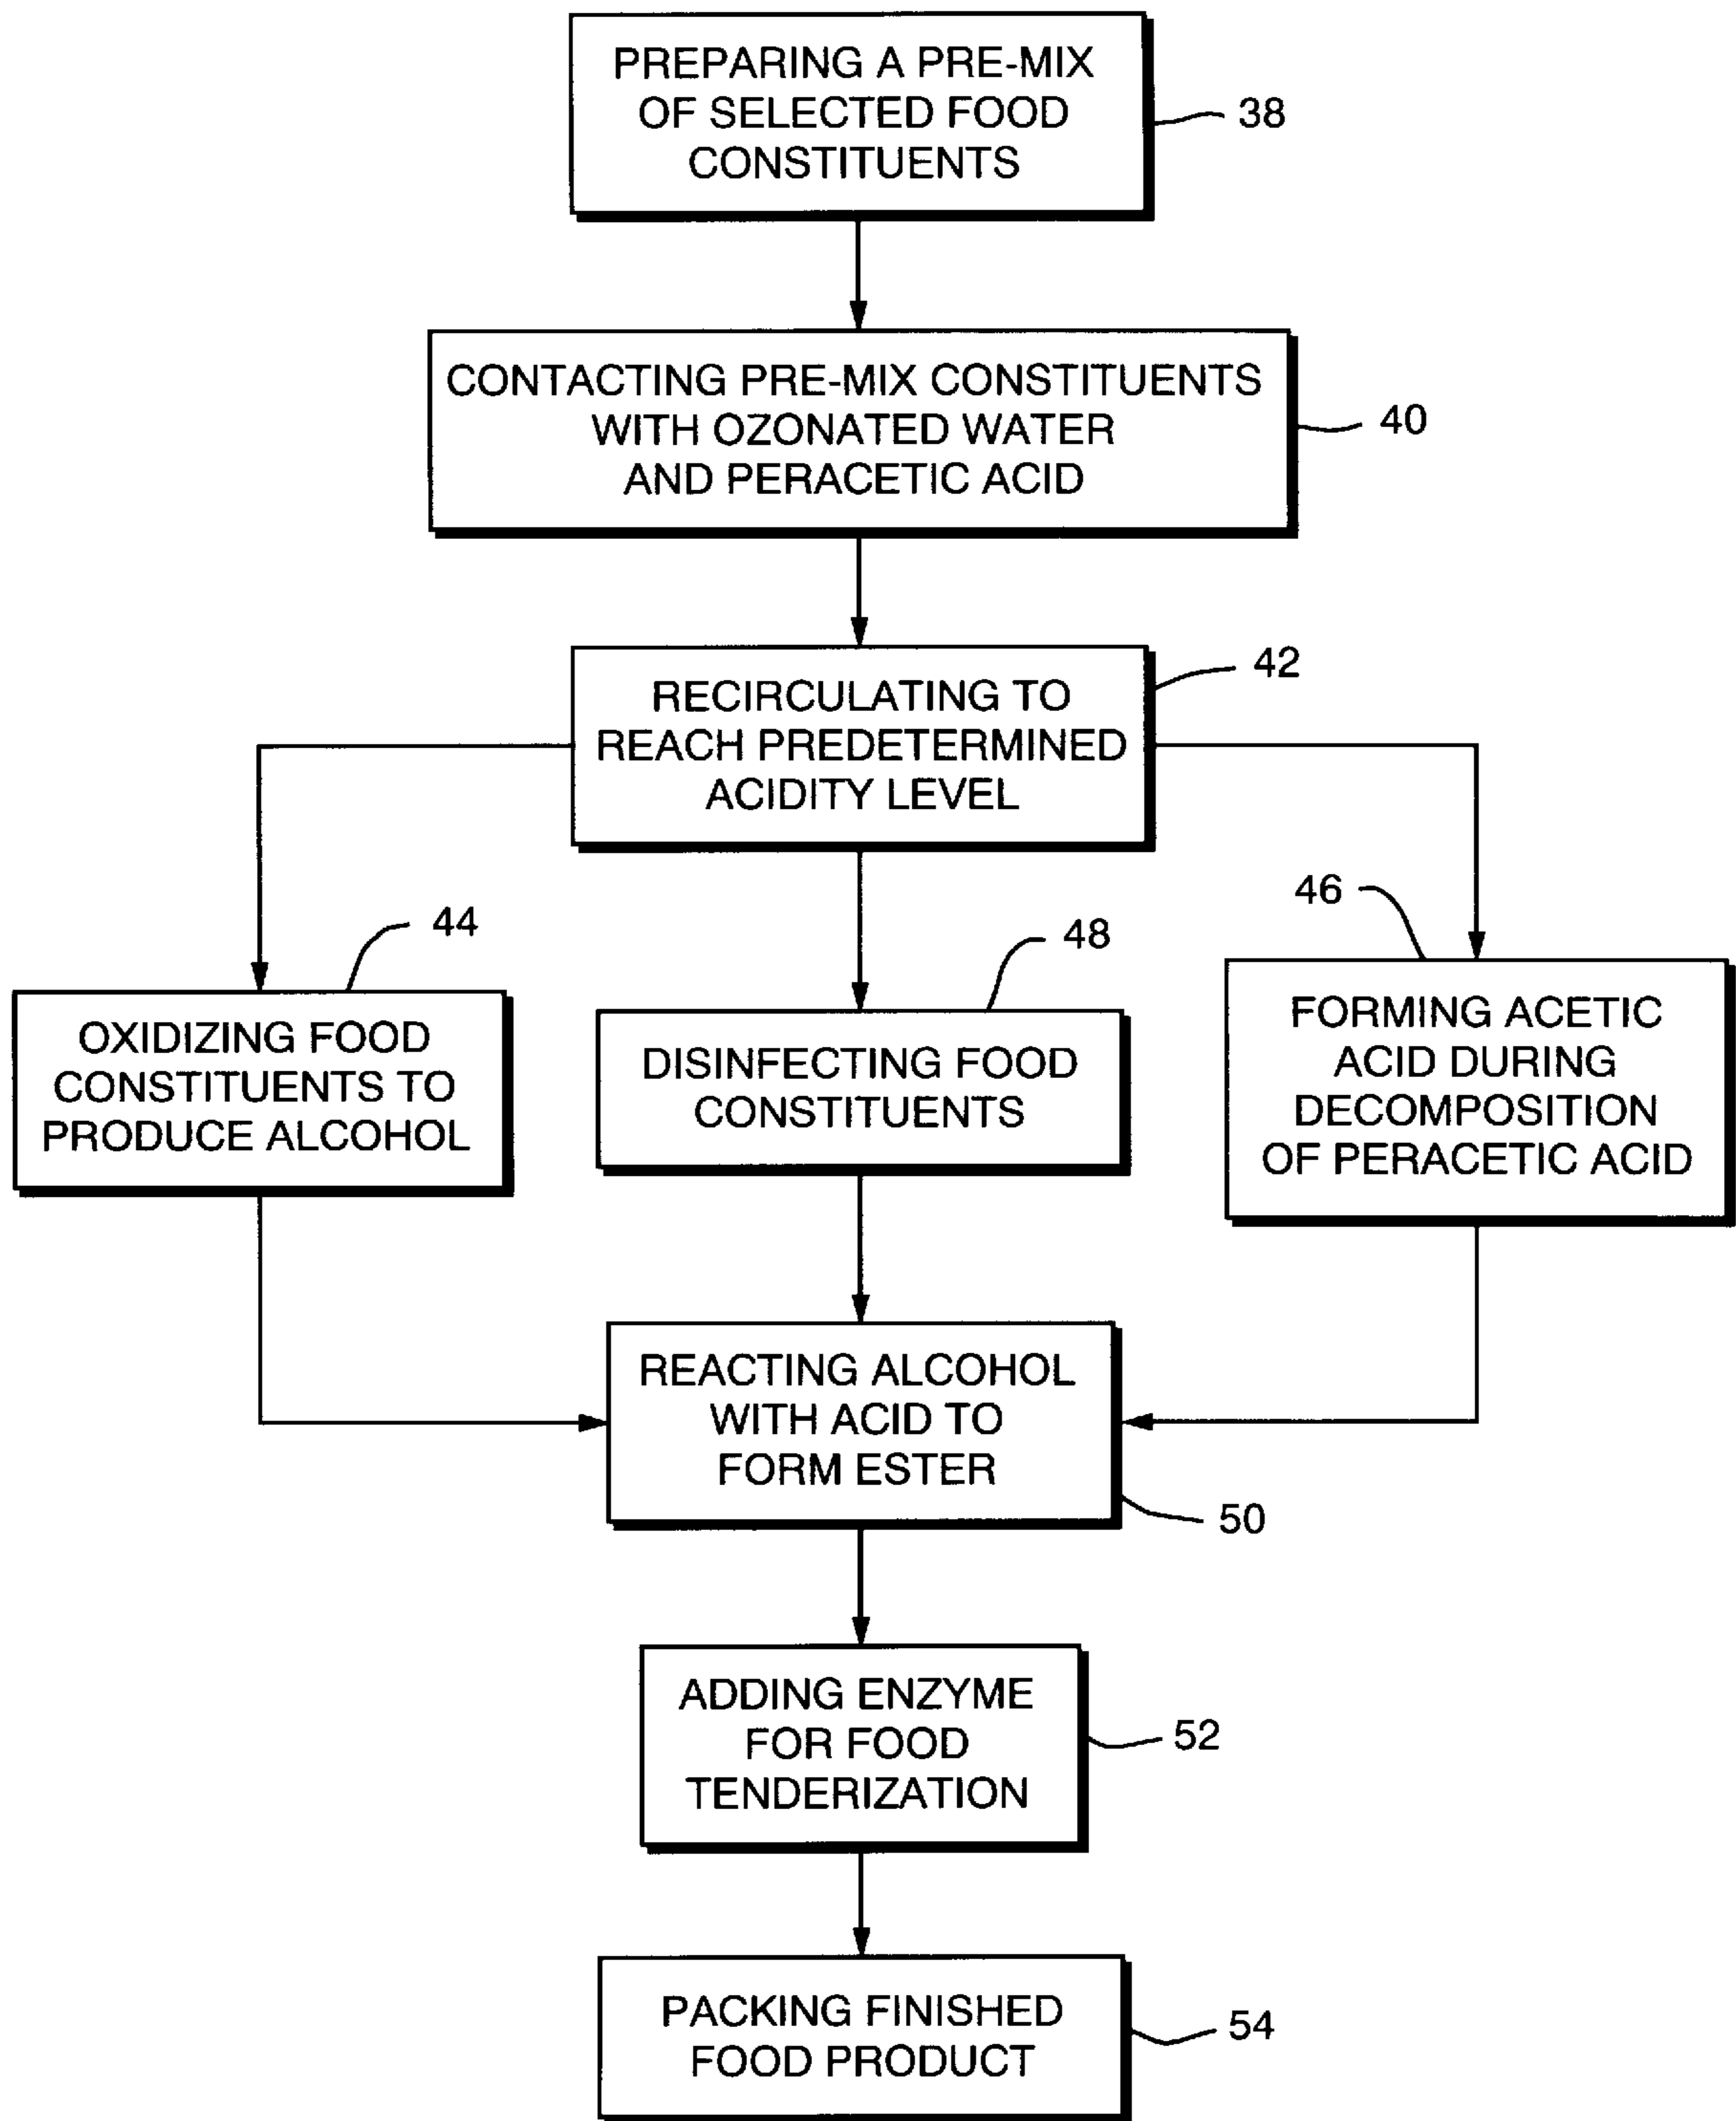 PREPARING A PRE-MIX
OF SELECTED FOOD
CONSTITUENTS
38
CONTACTING PRE-MIX CONSTITUENTS
WITH OZONATED WATER
AND PERACETIC ACID
40
RECIRCULATING TO
REACH PREDETERMINED
ACIDITY LEVEL
42
44
OXIDIZING FOOD
CONSTITUENTS TO
PRODUCE ALCOHOL
48
DISINFECTING FOOD
CONSTITUENTS
46
FORMING ACETIC
ACID DURING
DECOMPOSITION
OF PERACETIC ACID
REACTING ALCOHOL
WITH ACID TO
FORM ESTER
50
ADDING ENZYME
FOR FOOD
TENDERIZATION
52
PACKING FINISHED
FOOD PRODUCT
54